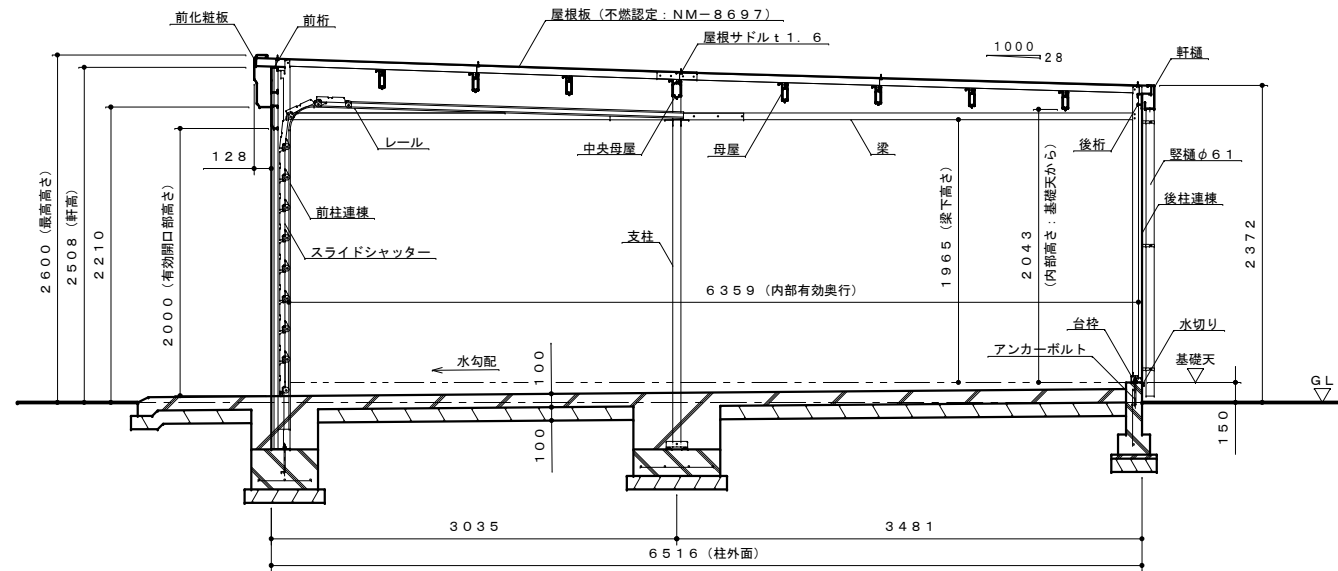 屋根板（不燃認定：NM－8697）
前化粧板
前桁
屋根サドルｔ1．6
1000
28
軒樋
レール
中央母屋
母屋
梁
後桁
竪樋φ61
128
前柱連棟
後柱連棟
スライドシャッター
支柱
2600（最高高さ）
2508（軒高）
2210
2000（有効開口部高さ）
1965（梁下高さ）
2043
（内部高さ：基礎天から）
2372
6359（内部有効奥行）
台枠
水切り
アンカーボルト
基礎天
水勾配
100
100
GL
150
3035
3481
6516（柱外面）